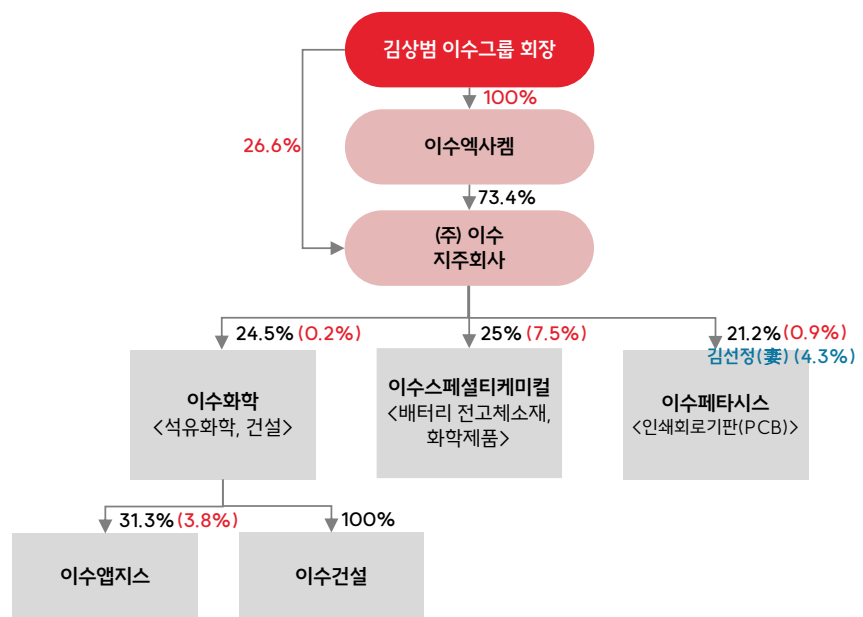 김상범 이수그룹 회장
100%
26.6%
이수엑사켐
73.4%
(주) 이수
지주회사
24.5% (0.2%)
25% (7.5%)
21.2% (0.9%)
김선정(妻) (4.3%)
이수화학
<석유화학, 건설>
이수스페셜티케미컬
<배터리 전고체소재,
화학제품>
이수페타시스
<인쇄회로기판(PCB)>
31.3% (3.8%)
100%
이수앱지스
이수건설